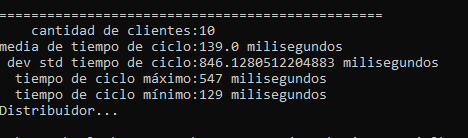 ==================================================
cantidad de clientes:10
media de tiempo de ciclo:139.0 milisegundos
dev std tiempo de ciclo:846.1280512204883 milisegundos
tiempo de ciclo máximo:547 milisegundos
tiempo de ciclo mínimo:129 milisegundos
Distribuidor...